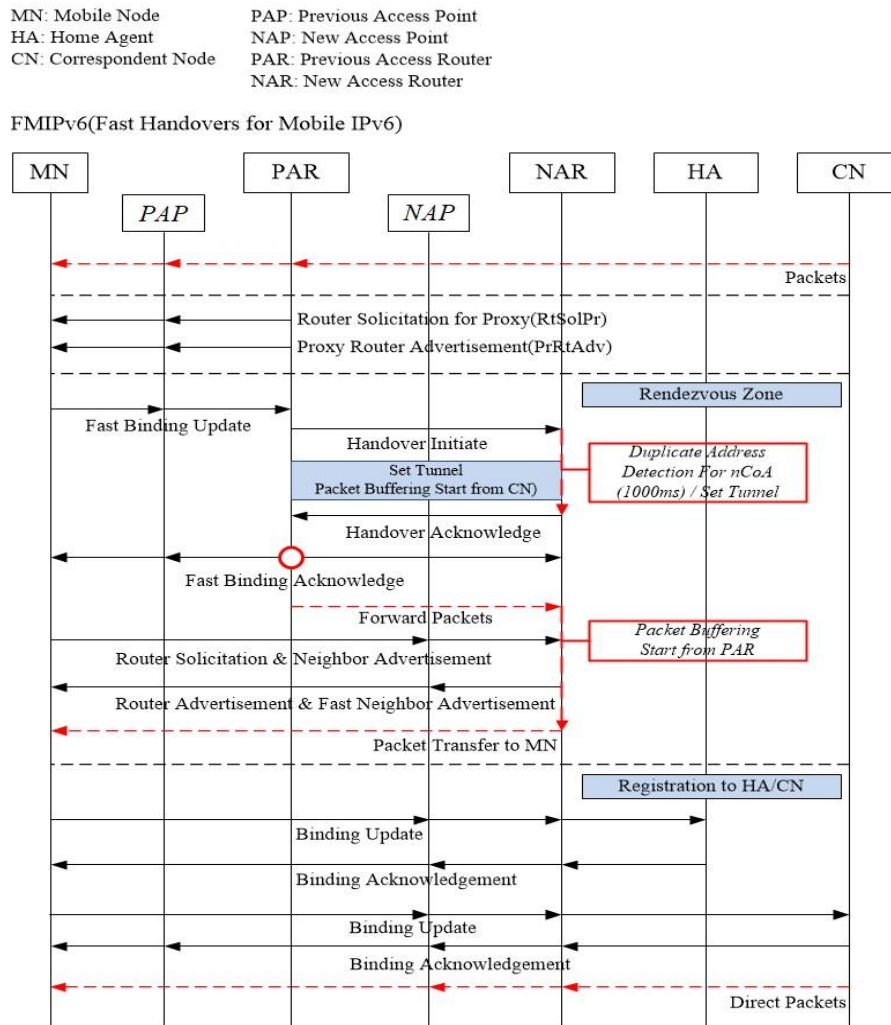 MN: Mobile Node
HA: Home Agent
CN: Correspondent Node
PAP: Previous Access Point
NAP: New Access Point
PAR: Previous Access Router
NAR: New Access Router
FMIPv6(Fast Handovers for Mobile IPv6)
MN
PAR
NAR
HA
CN
PAP
NAP
Packets
Router Solicitation for Proxy(RtSolPr)
Proxy Router Advertisement(PrRtAdv)
Rendezvous Zone
Fast Binding Update
Handover Initiate
Duplicate Address
Detection For nCoA
(1000ms) / Set Tunnel
Set Tunnel
Packet Buffering Start from CN)
Handover Acknowledge
Fast Binding Acknowledge
Forward Packets
Packet Buffering
Start from PAR
Router Solicitation & Neighbor Advertisement
Router Advertisement & Fast Neighbor Advertisement
Packet Transfer to MN
Registration to HA/CN
Binding Update
Binding Acknowledgement
Binding Update
Binding Acknowledgement
Direct Packets